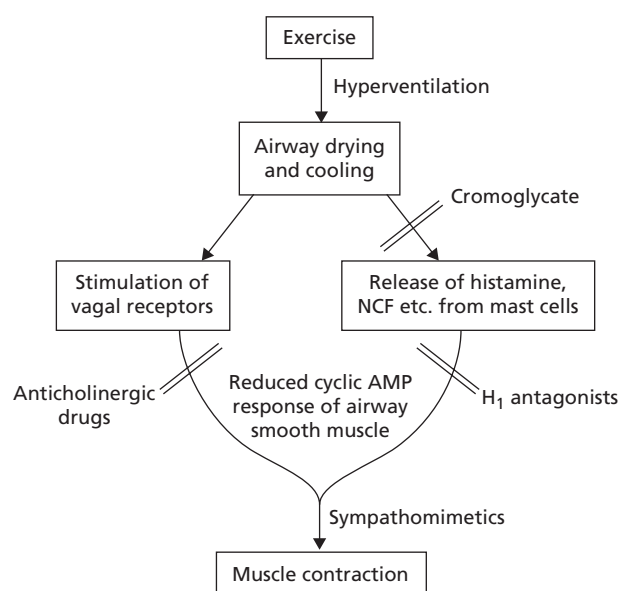 Exercise
Hyperventilation
Airway drying
and cooling
Cromoglycate
Stimulation of
vagal receptors
Release of histamine,
NCF etc. from mast cells
Anticholinergic
drugs
Reduced cyclic AMP
response of airway
smooth muscle
H₁ antagonists
Sympathomimetics
Muscle contraction